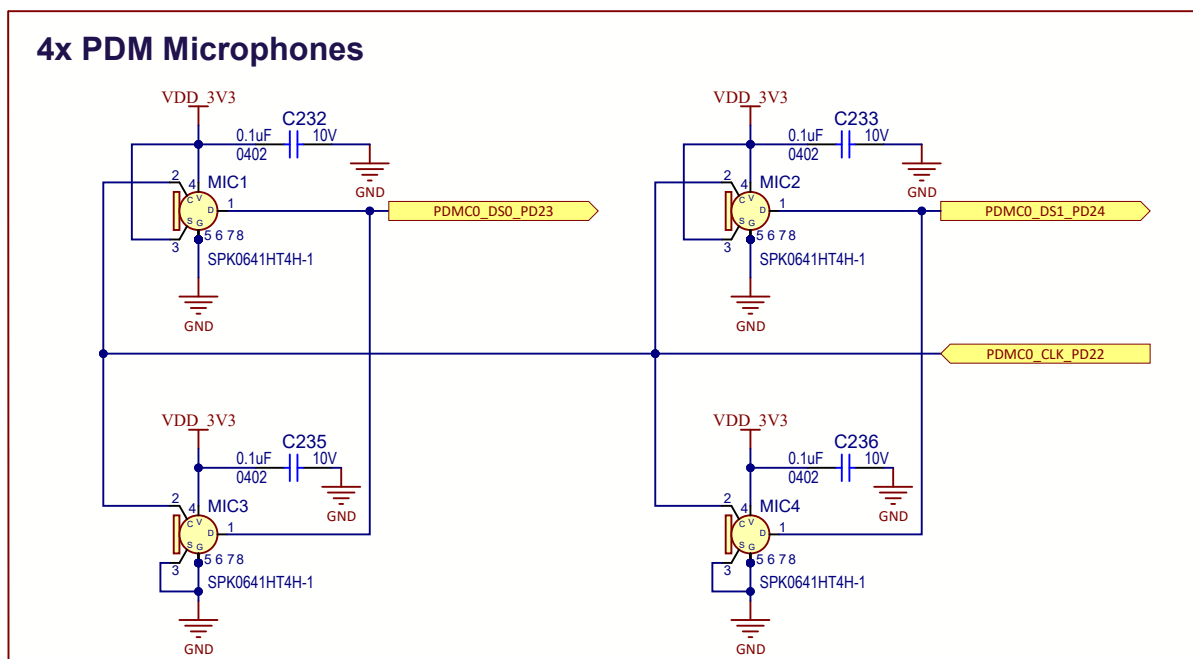 4x PDM Microphones
VDD_3V3
C232
0.1uF 10V
0402
GND
2
4
MIC1
C V
D
1
S G
3
5 6 7 8
SPK0641HT4H-1
GND
PDMC0_DS0_PD23
VDD_3V3
C233
0.1uF 10V
0402
GND
2
4
MIC2
C V
D
1
S G
3
5 6 7 8
SPK0641HT4H-1
GND
PDMC0_DS1_PD24
PDMC0_CLK_PD22
VDD_3V3
C235
0.1uF 10V
0402
GND
2
4
MIC3
C V
D
1
S G
3
5 6 7 8
SPK0641HT4H-1
GND
VDD_3V3
C236
0.1uF 10V
0402
GND
2
4
MIC4
C V
D
1
S G
3
5 6 7 8
SPK0641HT4H-1
GND